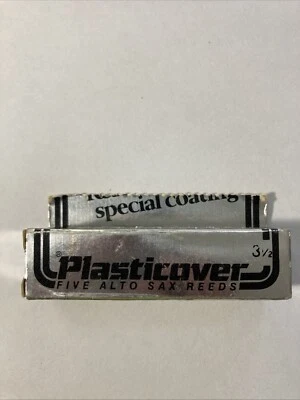 special coating
Plasticover
® 3½
FIVE ALTO SAX REEDS